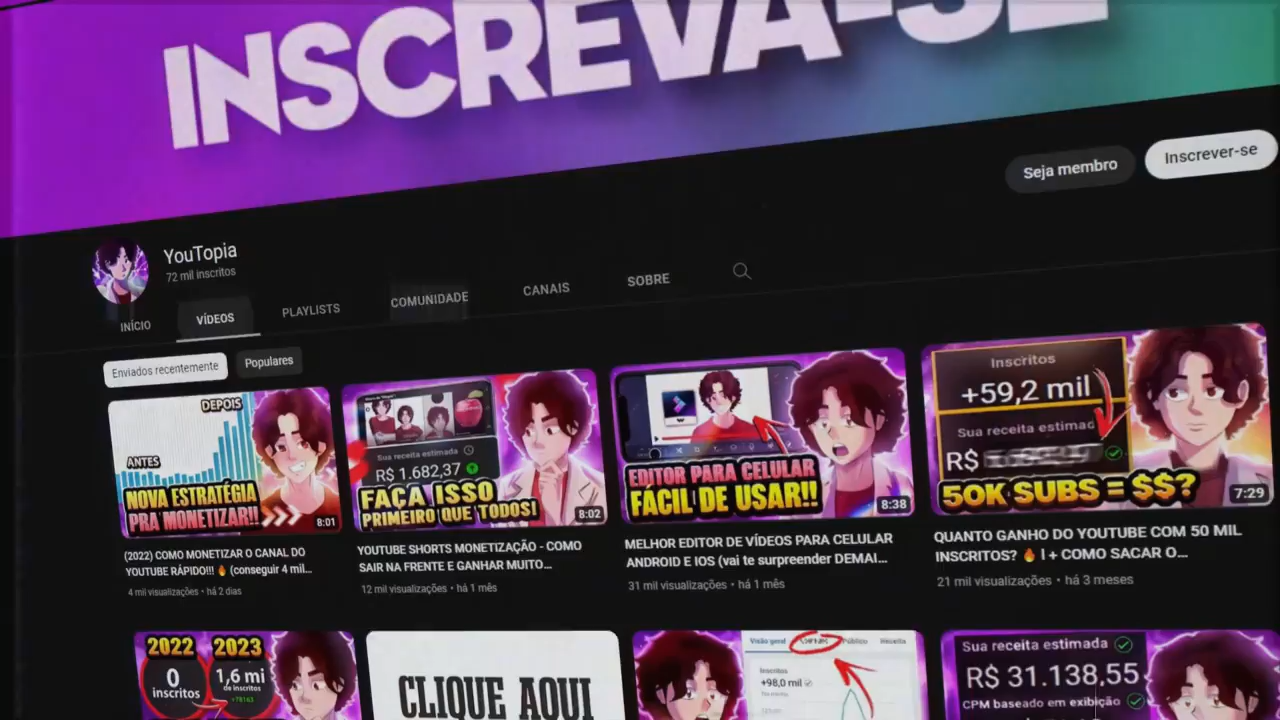 INSCREVA-SE
Seja membro
Inscrever-se
YouTopia
72 mil inscritos
INÍCIO
VÍDEOS
PLAYLISTS
COMUNIDADE
CANAIS
SOBRE
Enviados recentemente
Populares
DEPOIS
ANTES
NOVA ESTRATÉGIA
PRA MONETIZAR!!
8:01
Sua receita estimada
R$ 1.682,37
FAÇA ISSO
PRIMEIRO QUE TODOS!
8:02
EDITOR PARA CELULAR
FÁCIL DE USAR!!
8:38
Inscritos
+59,2 mil
Sua receita estimad
R$
50K SUBS = $$?
7:29
(2022) COMO MONETIZAR O CANAL DO
YOUTUBE RÁPIDO!!! 🔥 (conseguir 4 mil...
4 mil visualizações • há 2 dias
YOUTUBE SHORTS MONETIZAÇÃO - COMO
SAIR NA FRENTE E GANHAR MUITO...
12 mil visualizações • há 1 mês
MELHOR EDITOR DE VÍDEOS PARA CELULAR
ANDROID E IOS (vai te surpreender DEMAI...
31 mil visualizações • há 1 mês
QUANTO GANHO DO YOUTUBE COM 50 MIL
INSCRITOS? 🔥 | + COMO SACAR O...
21 mil visualizações • há 3 meses
2022
2023
0
inscritos
1,6 mi
de inscritos
CLIQUE AQUI
Visão geral
Público
Receita
Inscritos
+98,0 mil
Sua receita estimada
R$ 31.138,55
CPM baseado em exibição